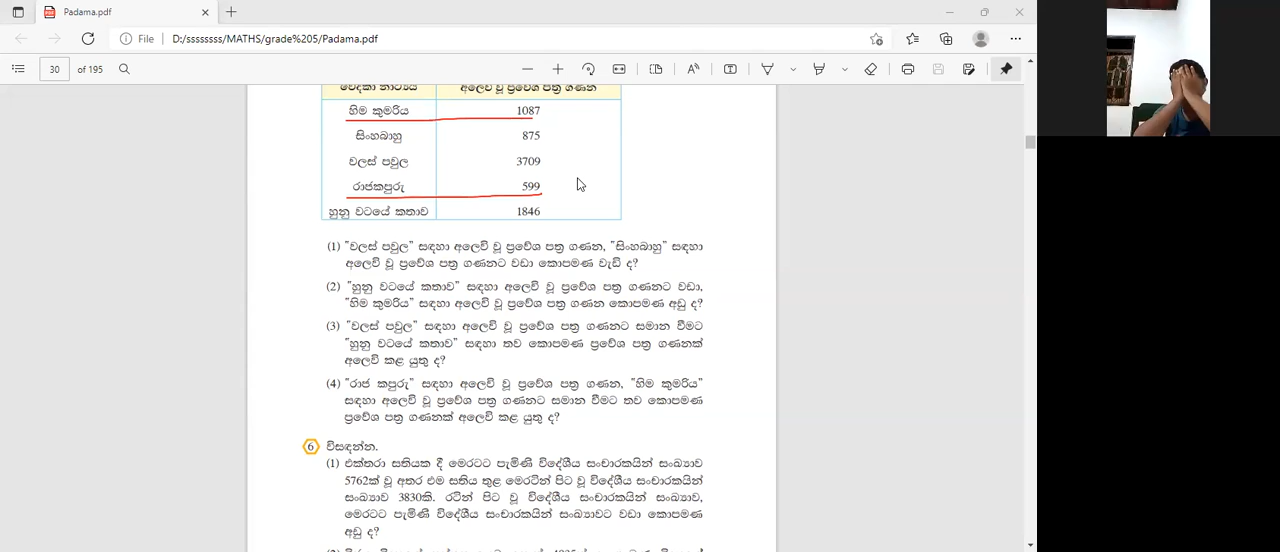 Padama.pdf
File D:/ssssssss/MATHS/grade%205/Padama.pdf
30 of 195
වේදිකා නාට්‍යය අලෙවි වූ ප්‍රවේශ පත්‍ර ගණන
හිම කුමරිය 1087
සිංහබාහු 875
වලස් පවුල 3709
රාජකපුරු 599
හුනු වටයේ කතාව 1846
(1) "වලස් පවුල" සඳහා අලෙවි වූ ප්‍රවේශ පත්‍ර ගණන, "සිංහබාහු" සඳහා
අලෙවි වූ ප්‍රවේශ පත්‍ර ගණනට වඩා කොපමණ වැඩි ද?
(2) "හුනු වටයේ කතාව" සඳහා අලෙවි වූ ප්‍රවේශ පත්‍ර ගණනට වඩා,
"හිම කුමරිය" සඳහා අලෙවි වූ ප්‍රවේශ පත්‍ර ගණන කොපමණ අඩු ද?
(3) "වලස් පවුල" සඳහා අලෙවි වූ ප්‍රවේශ පත්‍ර ගණනට සමාන වීමට
"හුනු වටයේ කතාව" සඳහා තව කොපමණ ප්‍රවේශ පත්‍ර ගණනක්
අලෙවි කළ යුතු ද?
(4) "රාජ කපුරු" සඳහා අලෙවි වූ ප්‍රවේශ පත්‍ර ගණන, "හිම කුමරිය"
සඳහා අලෙවි වූ ප්‍රවේශ පත්‍ර ගණනට සමාන වීමට තව කොපමණ
ප්‍රවේශ පත්‍ර ගණනක් අලෙවි කළ යුතු ද?
6 විසඳන්න.
(1) එක්තරා සතියක දී මෙරටට පැමිණි විදේශීය සංචාරකයින් සංඛ්‍යාව
5762ක් වූ අතර එම සතිය තුළ මෙරටින් පිට වූ විදේශීය සංචාරකයින්
සංඛ්‍යාව 3830කි. රටින් පිට වූ විදේශීය සංචාරකයින් සංඛ්‍යාව,
මෙරටට පැමිණි විදේශීය සංචාරකයින් සංඛ්‍යාවට වඩා කොපමණ
අඩු ද?